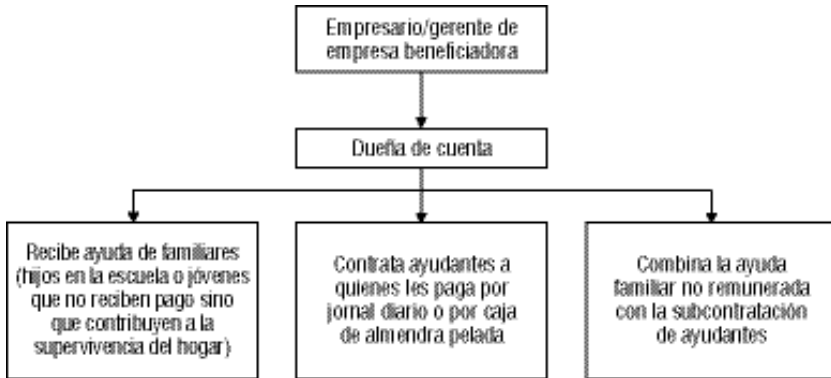 Empresario/gerente de
empresa beneficiadora
Dueña de cuenta
Recibe ayuda de familiares
(hijos en la escuela o jóvenes
que no reciben pago sino
que contribuyen a la
supervivencia del hogar)
Contrata ayudantes a
quienes les paga por
jornal diario o por caja
de almendra pelada
Combina la ayuda
familiar no remunerada
con la subcontratación
de ayudantes